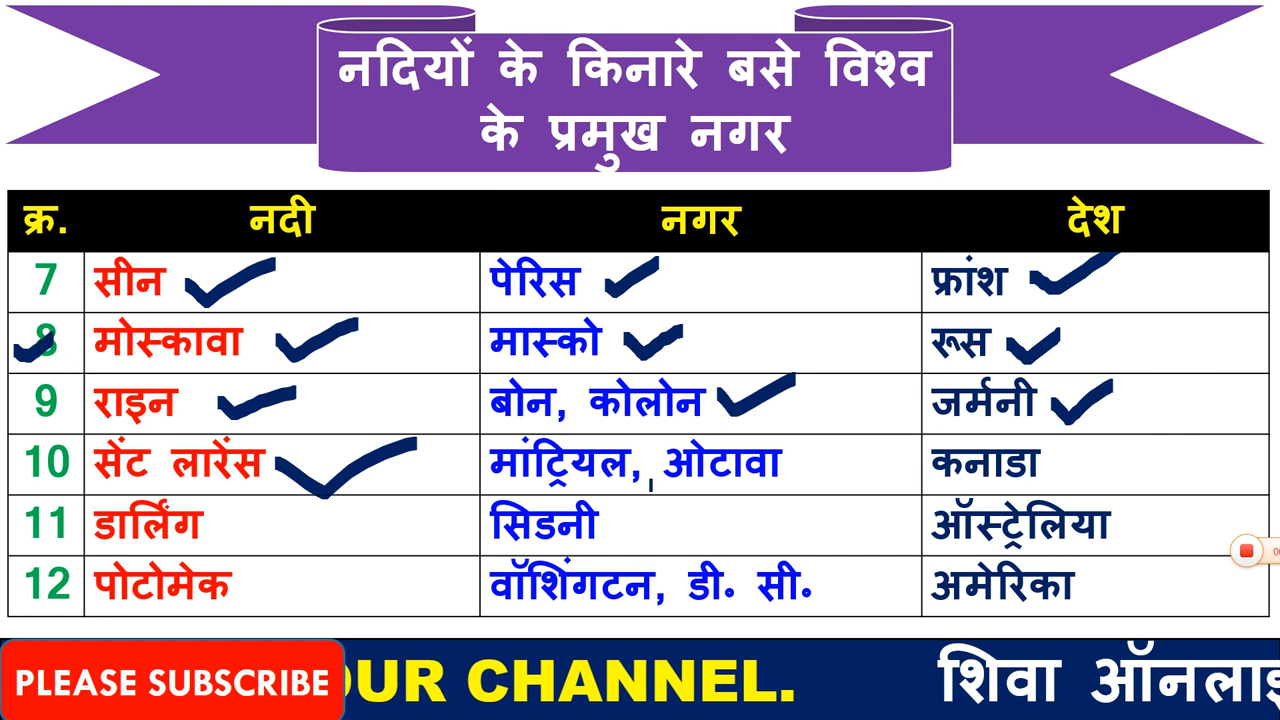 नदियों के किनारे बसे विश्व
के प्रमुख नगर
क्र. नदी नगर देश
7 सीन पेरिस फ्रांश
8 मोस्कावा मास्को रूस
9 राइन बोन, कोलोन जर्मनी
10 सेंट लारेंस मांट्रियल, ओटावा कनाडा
11 डार्लिंग सिडनी ऑस्ट्रेलिया
12 पोटोमेक वॉशिंगटन, डी॰ सी॰ अमेरिका
PLEASE SUBSCRIBE OUR CHANNEL. शिवा